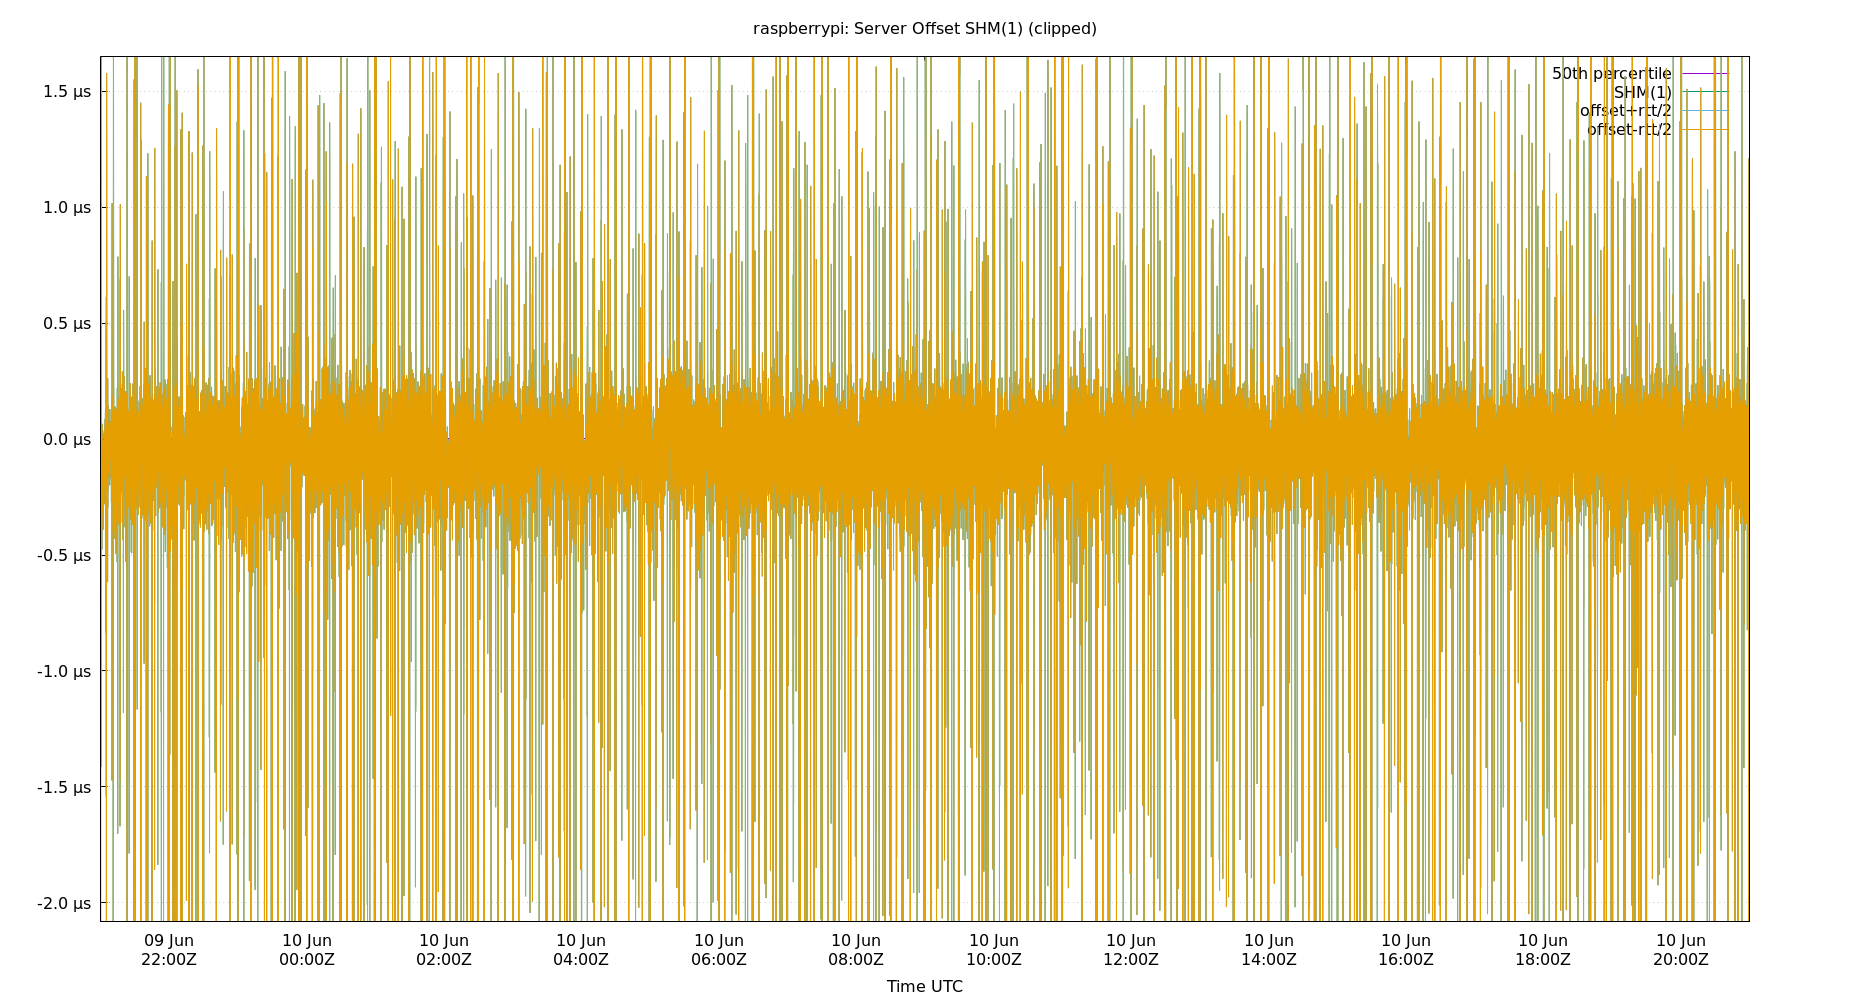 raspberrypi: Server Offset SHM(1) (clipped)
50th percentile
SHM(1)
offset+rtt/2
offset-rtt/2
1.5 µs
1.0 µs
0.5 µs
0.0 µs
-0.5 µs
-1.0 µs
-1.5 µs
-2.0 µs
09 Jun 10 Jun 10 Jun 10 Jun 10 Jun 10 Jun 10 Jun 10 Jun 10 Jun 10 Jun 10 Jun 10 Jun
22:00Z 00:00Z 02:00Z 04:00Z 06:00Z 08:00Z 10:00Z 12:00Z 14:00Z 16:00Z 18:00Z 20:00Z
Time UTC